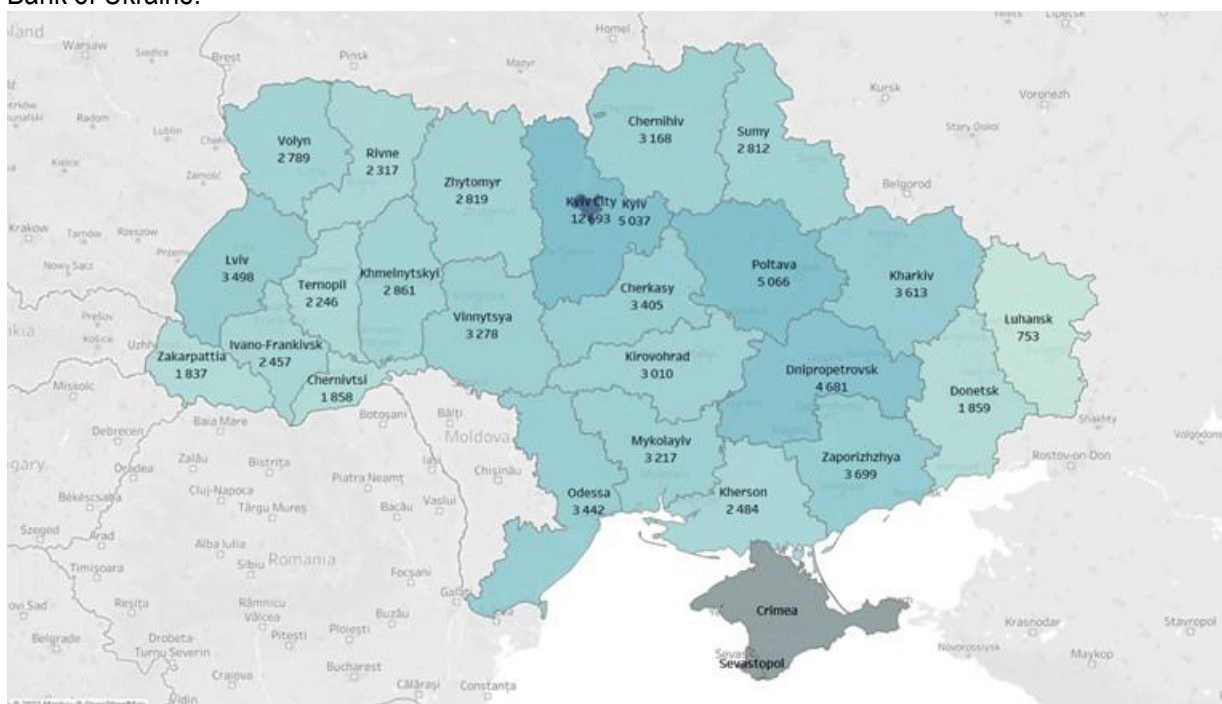 Bank of Ukraine.
Warsaw
Brest
Pinsk
Mazyr
Homel
Kursk
Voronezh
Stary Oskol
Belgorod
Radom
Lublin
Kielce
Zamość
Krakow
Tarnów
Rzeszów
Nowy Sącz
Prešov
Košice
Miskolc
Debrecen
Oradea
Békéscsaba
Szeged
Arad
Timișoara
Belgrade
Volyn
2 789
Rivne
2 317
Zhytomyr
2 819
Kyiv City
12 693
Kyiv
5 037
Chernihiv
3 168
Sumy
2 812
Lviv
3 498
Ternopil
2 246
Khmelnytskyi
2 861
Vinnytsya
3 278
Cherkasy
3 405
Poltava
5 066
Kharkiv
3 613
Luhansk
753
Zakarpattia
1 837
Ivano-Frankivsk
2 457
Chernivtsi
1 858
Kirovohrad
3 010
Dnipropetrovsk
4 681
Donetsk
1 859
Odessa
3 442
Mykolayiv
3 217
Kherson
2 484
Zaporizhzhya
3 699
Crimea
Sevastopol
Baia Mare
Botoșani
Bălți
Moldova
Zalău
Bistrița
Piatra Neamț
Iași
Chișinău
Cluj-Napoca
Târgu Mureș
Bacău
Vaslui
Alba Iulia
Sibiu
Romania
Focșani
Galați
Reșița
Râmnicu
Vâlcea
Pitești
Ploiești
Buzău
Drobeta-
Turnu Severin
Craiova
Bucharest
Călărași
Constanța
Vidin
Shakhty
Rostov-on-Don
Volgodon
Krasnodar
Stavropol
Novorossiysk
Maykop